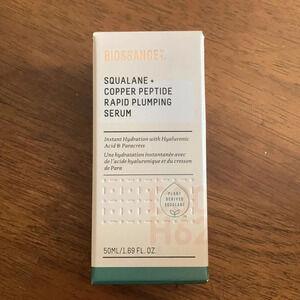 BIOSSANCE
SQUALANE +
COPPER PEPTIDE
RAPID PLUMPING
SERUM
Instant Hydration with Hyaluronic
Acid & Paracress
Une hydratation instantanée avec
de l'acide hyaluronique et du cresson
de Para
PLANT
DERIVED
SQUALANE
50ML/1.69 FL. OZ.